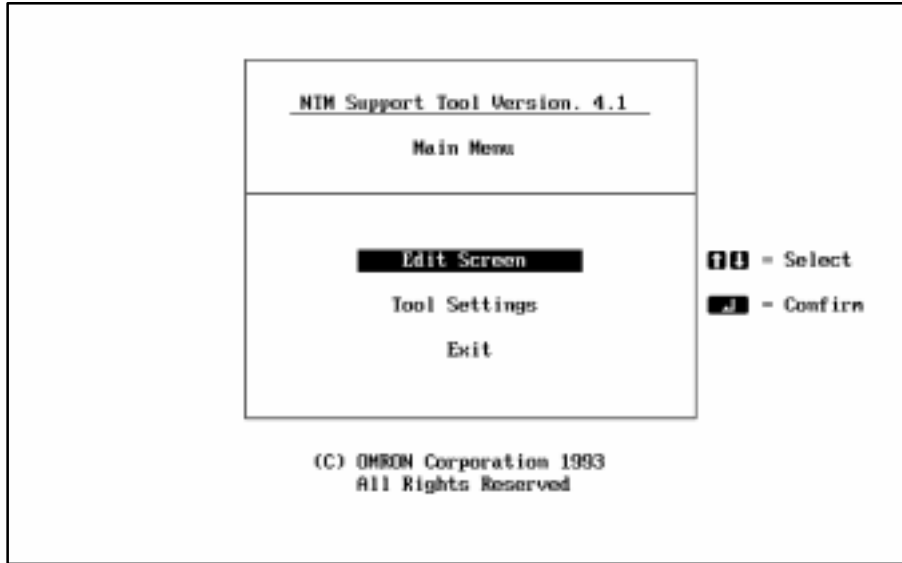 NTM Support Tool Version. 4.1
Main Menu
Edit Screen
↑↓ = Select
Tool Settings
↵ = Confirm
Exit
(C) OMRON Corporation 1993
All Rights Reserved